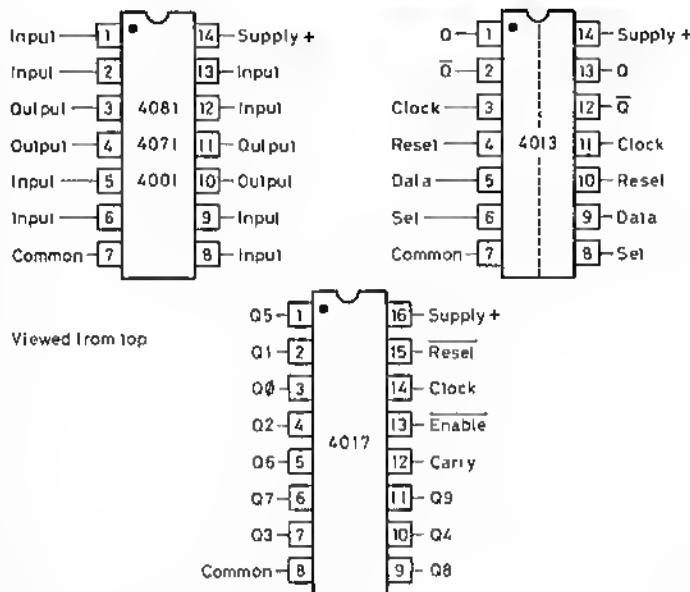 Input 1 14 Supply +
Input 2 13 Input
Output 3 4081 12 Input
Output 4 4071 11 Output
Input 5 4001 10 Output
Input 6 9 Input
Common 7 8 Input
Q 1 14 Supply +
Q̅ 2 13 Q
Clock 3 12 Q̅
Reset 4 4013 11 Clock
Data 5 10 Reset
Set 6 9 Data
Common 7 8 Set
Viewed from top
Q5 1 16 Supply +
Q1 2 15 R̅e̅s̅e̅t̅
Q0 3 14 Clock
Q2 4 13 E̅n̅a̅b̅l̅e̅
4017
Q6 5 12 Carry
Q7 6 11 Q9
Q3 7 10 Q4
Common 8 9 Q8